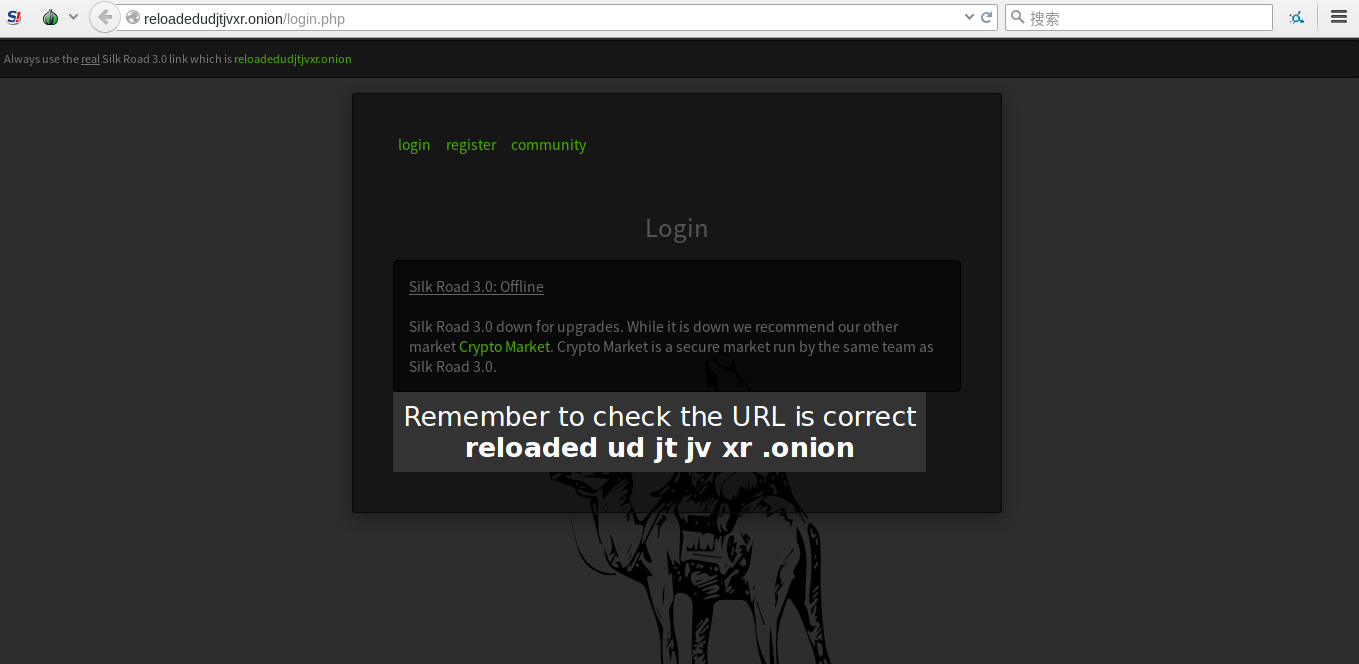 reloadedudjtjvxr.onion/login.php
搜索
Always use the real Silk Road 3.0 link which is reloadedudjtjvxr.onion
login register community
Login
Silk Road 3.0: Offline
Silk Road 3.0 down for upgrades. While it is down we recommend our other
market Crypto Market. Crypto Market is a secure market run by the same team as
Silk Road 3.0.
Remember to check the URL is correct
reloaded ud jt jv xr .onion